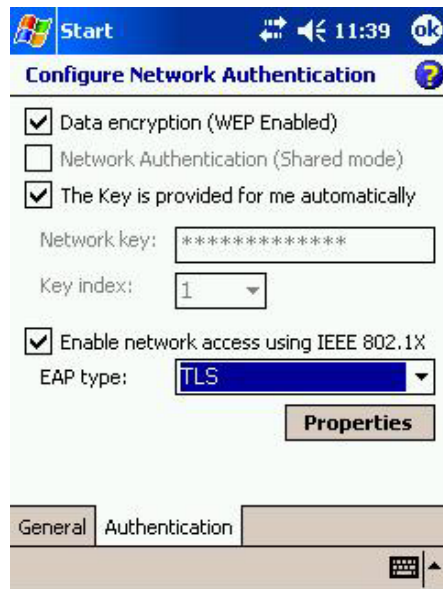 Start 11:39 ok
Configure Network Authentication ?
Data encryption (WEP Enabled)
Network Authentication (Shared mode)
The Key is provided for me automatically
Network key: *************
Key index: 1
Enable network access using IEEE 802.1X
EAP type: TLS
Properties
General Authentication